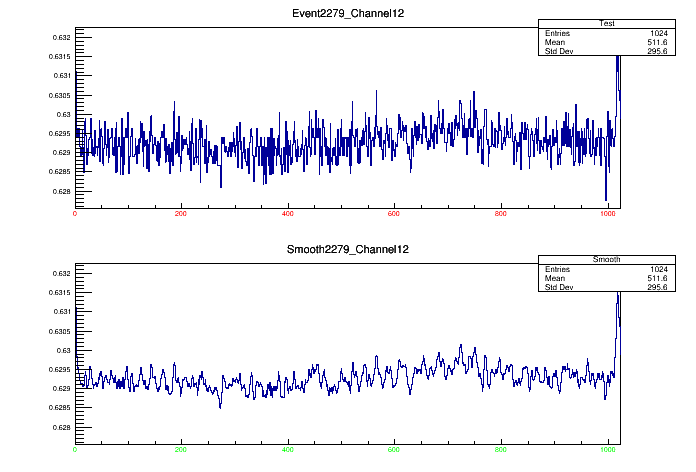 Event2279_Channel12
Test
Entries 1024
Mean 511.6
Std Dev 295.6
0.632
0.6315
0.631
0.6305
0.63
0.6295
0.629
0.6285
0.628
0 200 400 600 800 1000
Smooth2279_Channel12
Smooth
Entries 1024
Mean 511.6
Std Dev 295.6
0.632
0.6315
0.631
0.6305
0.63
0.6295
0.629
0.6285
0.628
0 200 400 600 800 1000